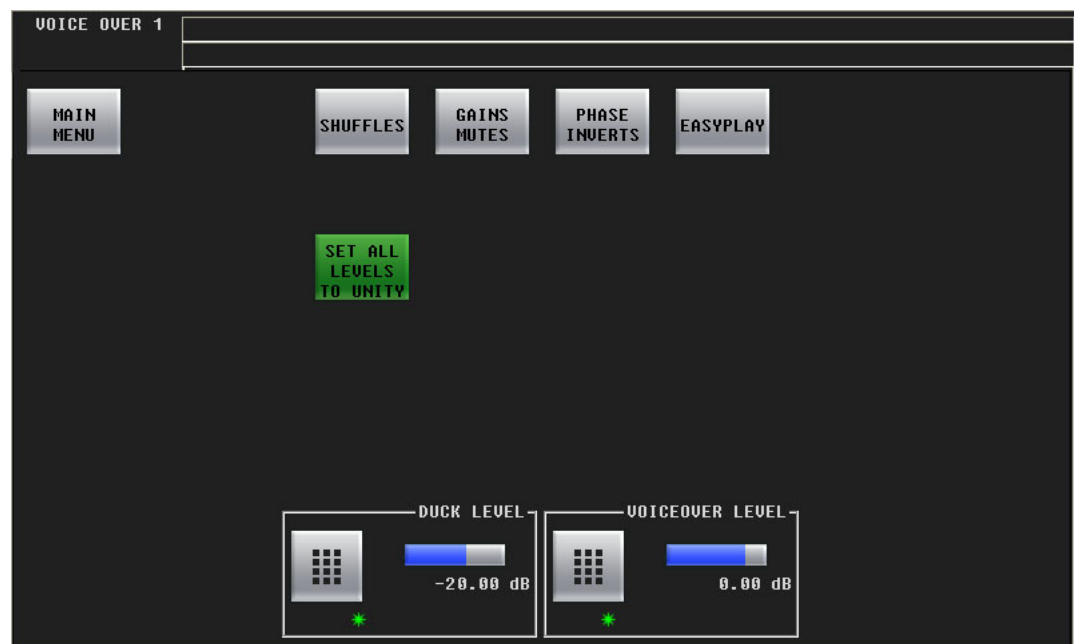 VOICE OVER 1
MAIN
MENU
SHUFFLES
GAINS
MUTES
PHASE
INVERTS
EASYPLAY
SET ALL
LEVELS
TO UNITY
DUCK LEVEL
-20.00 dB
VOICEOVER LEVEL
0.00 dB